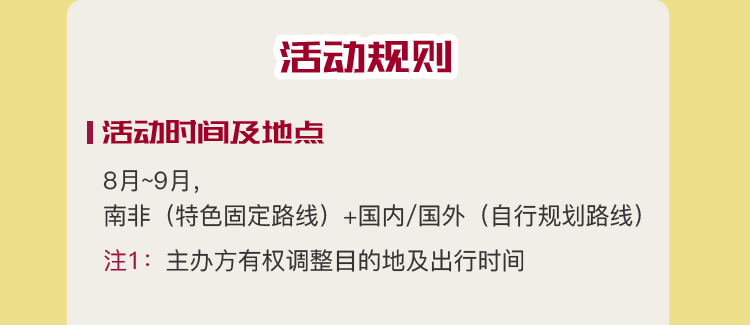 活动规则
活动时间及地点
8月~9月，
南非（特色固定路线）+国内/国外（自行规划路线）
注1：主办方有权调整目的地及出行时间